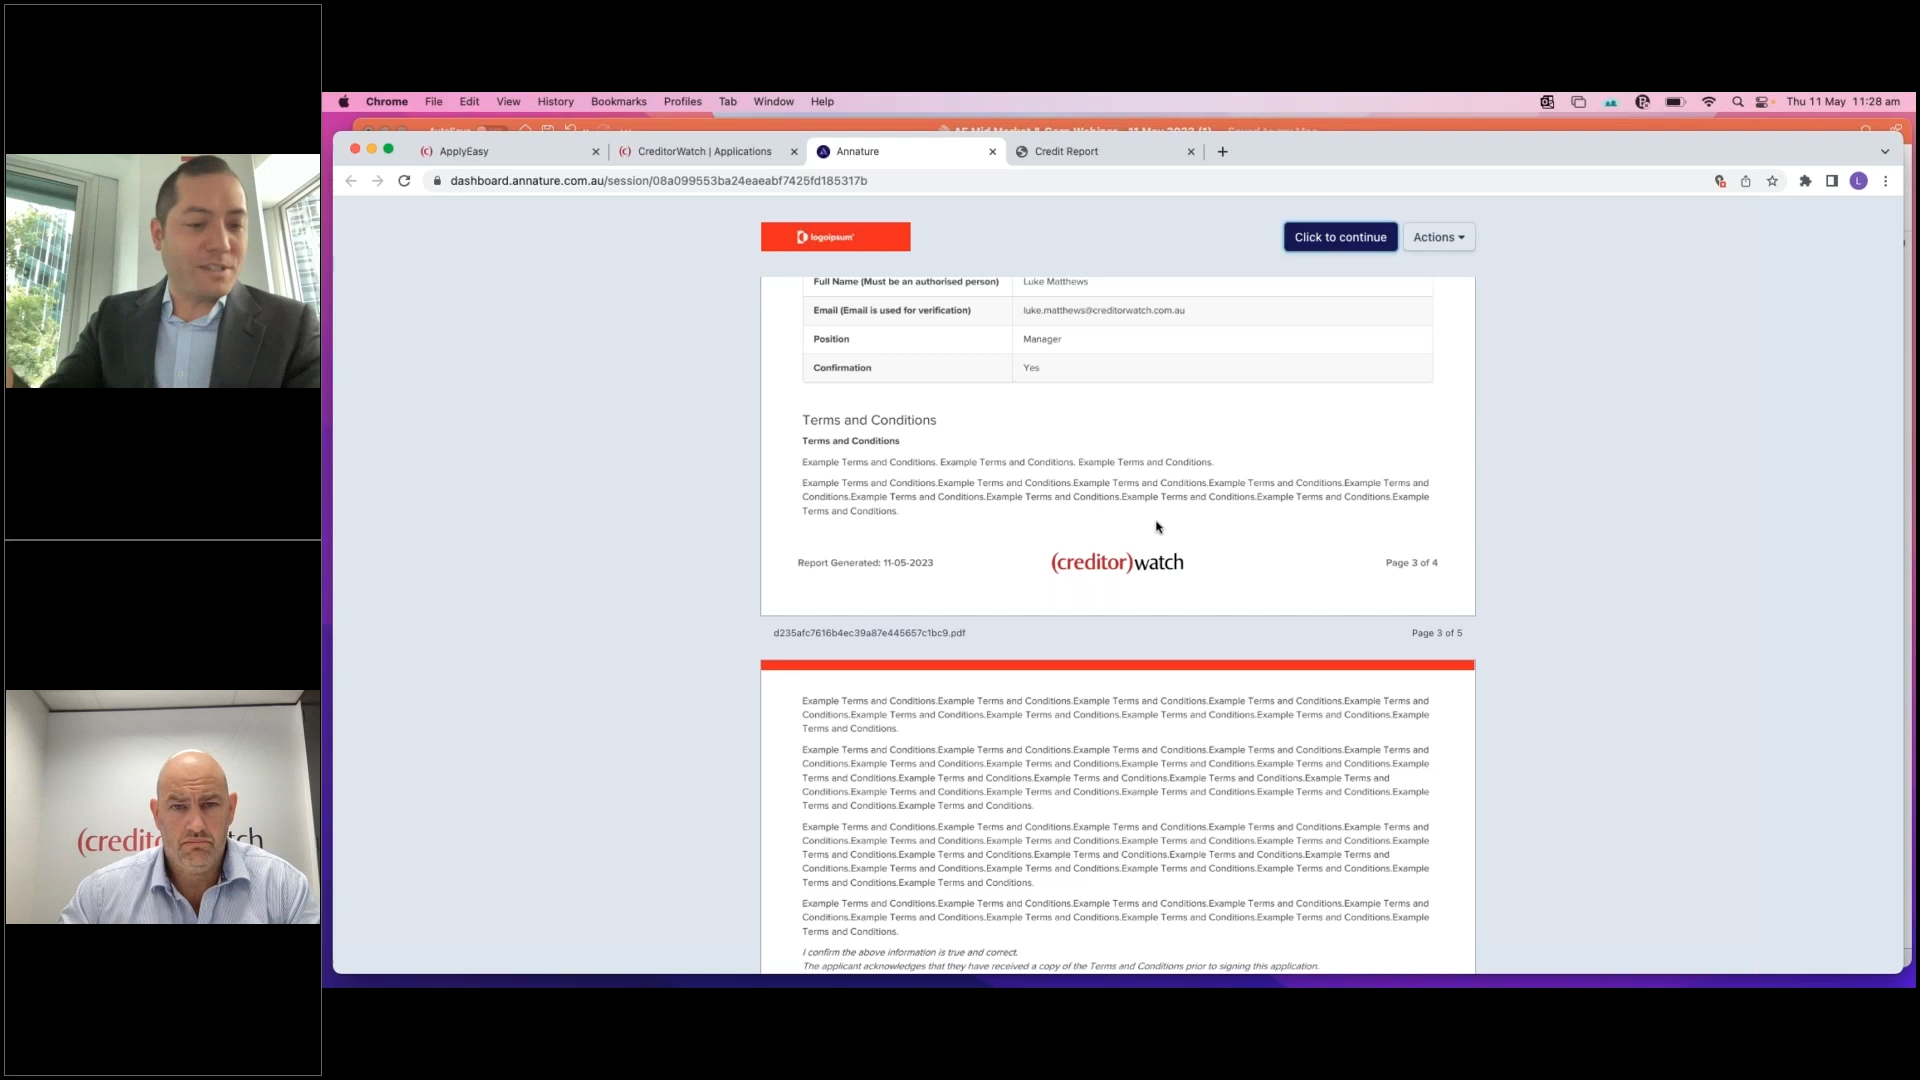 Chrome File Edit View History Bookmarks Profiles Tab Window Help
Thu 11 May 11:28 am
AE Mid Market & Corp Webinar - 11 May 2023 (1)
ApplyEasy
CreditorWatch | Applications
Annature
Credit Report
dashboard.annature.com.au/session/08a099553ba24eaeabf7425fd185317b
L
logoipsum
Click to continue
Actions
Full Name (Must be an authorised person) Luke Matthews
Email (Email is used for verification) luke.matthews@creditorwatch.com.au
Position Manager
Confirmation Yes
Terms and Conditions
Terms and Conditions
Example Terms and Conditions. Example Terms and Conditions. Example Terms and Conditions.
Example Terms and Conditions.Example Terms and Conditions.Example Terms and Conditions.Example Terms and Conditions.Example Terms and
Conditions.Example Terms and Conditions.Example Terms and Conditions.Example Terms and Conditions.Example Terms and Conditions.Example
Terms and Conditions.
Report Generated: 11-05-2023
(creditor)watch
Page 3 of 4
d235afc7616b4ec39a87e445657c1bc9.pdf
Page 3 of 5
Example Terms and Conditions.Example Terms and Conditions.Example Terms and Conditions.Example Terms and Conditions.Example Terms and
Conditions.Example Terms and Conditions.Example Terms and Conditions.Example Terms and Conditions.Example Terms and Conditions.Example
Terms and Conditions.
Example Terms and Conditions.Example Terms and Conditions.Example Terms and Conditions.Example Terms and Conditions.Example Terms and
Conditions.Example Terms and Conditions.Example Terms and Conditions.Example Terms and Conditions.Example Terms and Conditions.Example
Terms and Conditions.Example Terms and Conditions.Example Terms and Conditions.Example Terms and Conditions.Example Terms and
Conditions.Example Terms and Conditions.Example Terms and Conditions.Example Terms and Conditions.Example Terms and Conditions.Example
Terms and Conditions.Example Terms and Conditions.
Example Terms and Conditions.Example Terms and Conditions.Example Terms and Conditions.Example Terms and Conditions.Example Terms and
Conditions.Example Terms and Conditions.Example Terms and Conditions.Example Terms and Conditions.Example Terms and Conditions.Example
Terms and Conditions.Example Terms and Conditions.Example Terms and Conditions.Example Terms and Conditions.Example Terms and
Conditions.Example Terms and Conditions.Example Terms and Conditions.Example Terms and Conditions.Example Terms and Conditions.Example
Terms and Conditions.Example Terms and Conditions.
Example Terms and Conditions.Example Terms and Conditions.Example Terms and Conditions.Example Terms and Conditions.Example Terms and
Conditions.Example Terms and Conditions.Example Terms and Conditions.Example Terms and Conditions.Example Terms and Conditions.Example
Terms and Conditions.
I confirm the above information is true and correct.
The applicant acknowledges that they have received a copy of the Terms and Conditions prior to signing this application.